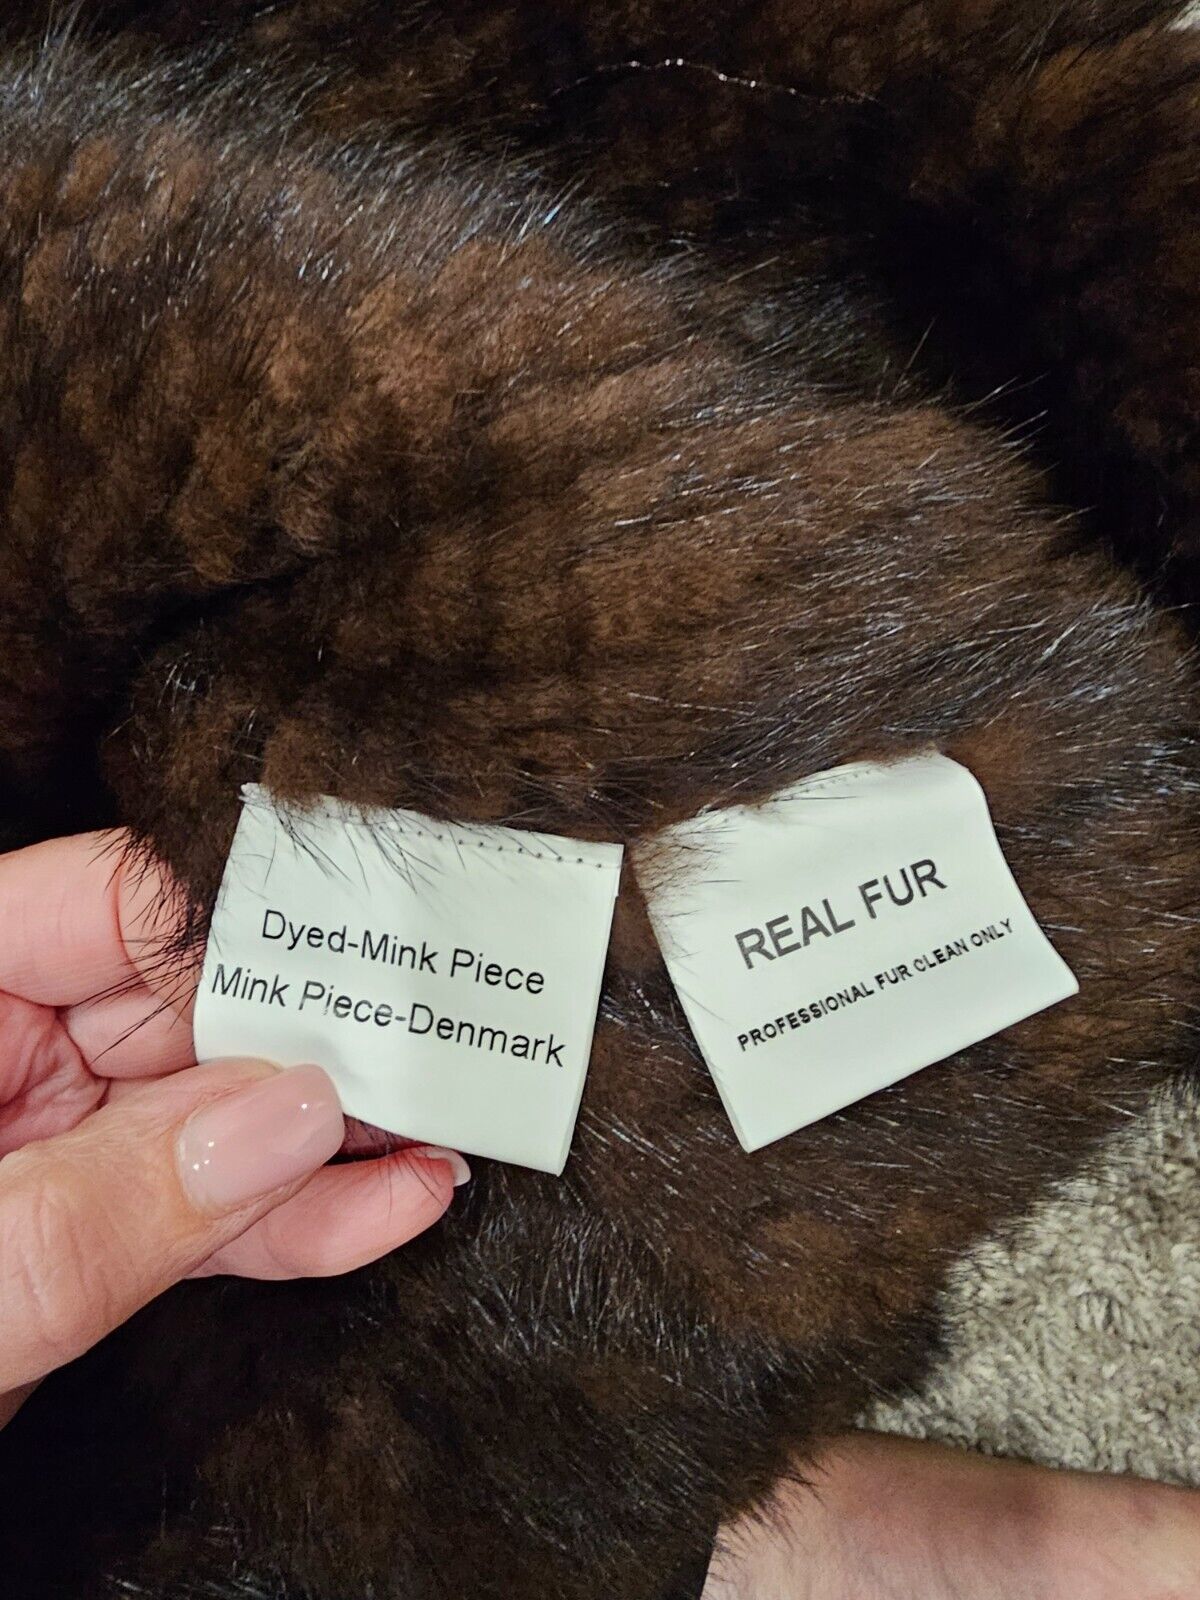 Dyed-Mink Piece
Mink Piece-Denmark
REAL FUR
PROFESSIONAL FUR CLEAN ONLY